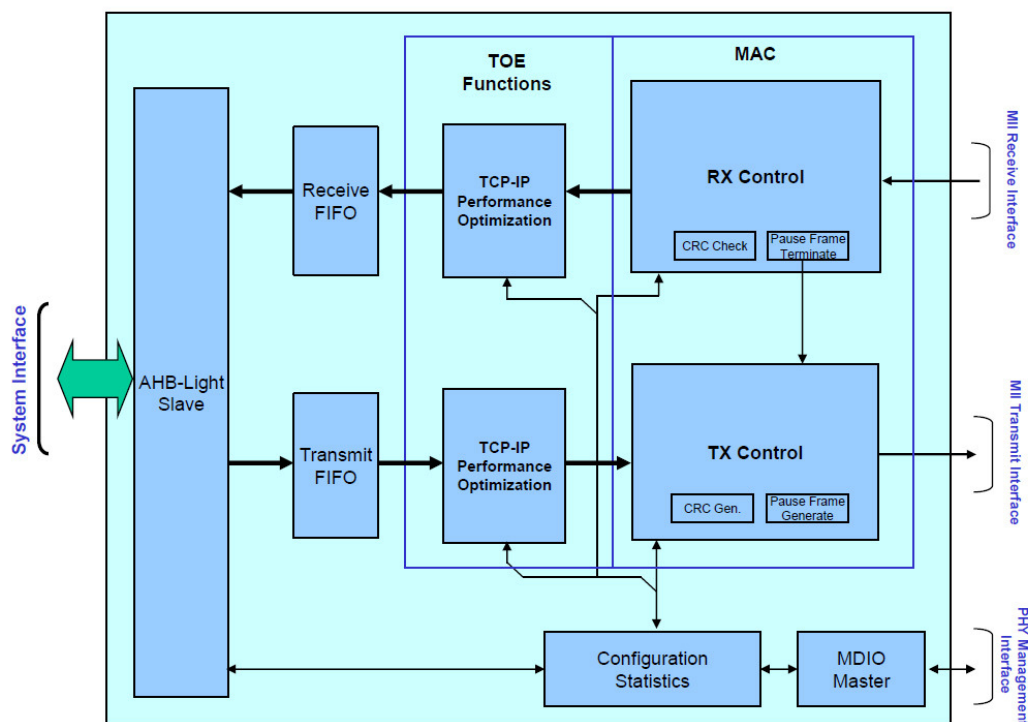 TOE
Functions
MAC
Receive
FIFO
TCP-IP
Performance
Optimization
RX Control
CRC Check
Pause Frame
Terminate
MII Receive Interface
System Interface
AHB-Light
Slave
Transmit
FIFO
TCP-IP
Performance
Optimization
TX Control
CRC Gen.
Pause Frame
Generate
MII Transmit Interface
Configuration
Statistics
MDIO
Master
PHY Management
Interface